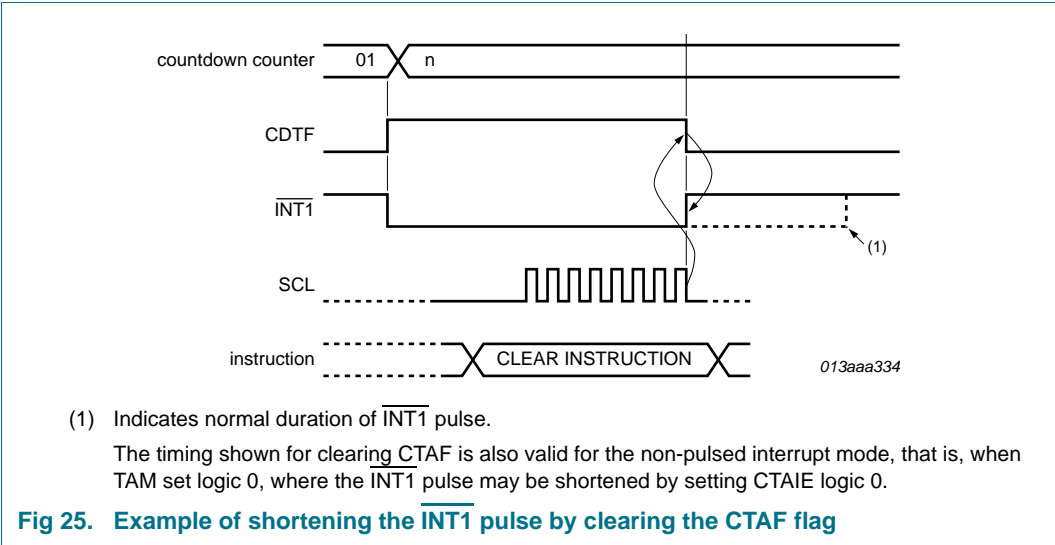 countdown counter 01 n
CDTF
INT1
(1)
SCL
instruction CLEAR INSTRUCTION
013aaa334
(1) Indicates normal duration of INT1 pulse.
The timing shown for clearing CTAF is also valid for the non-pulsed interrupt mode, that is, when
TAM set logic 0, where the INT1 pulse may be shortened by setting CTAIE logic 0.
Fig 25. Example of shortening the INT1 pulse by clearing the CTAF flag